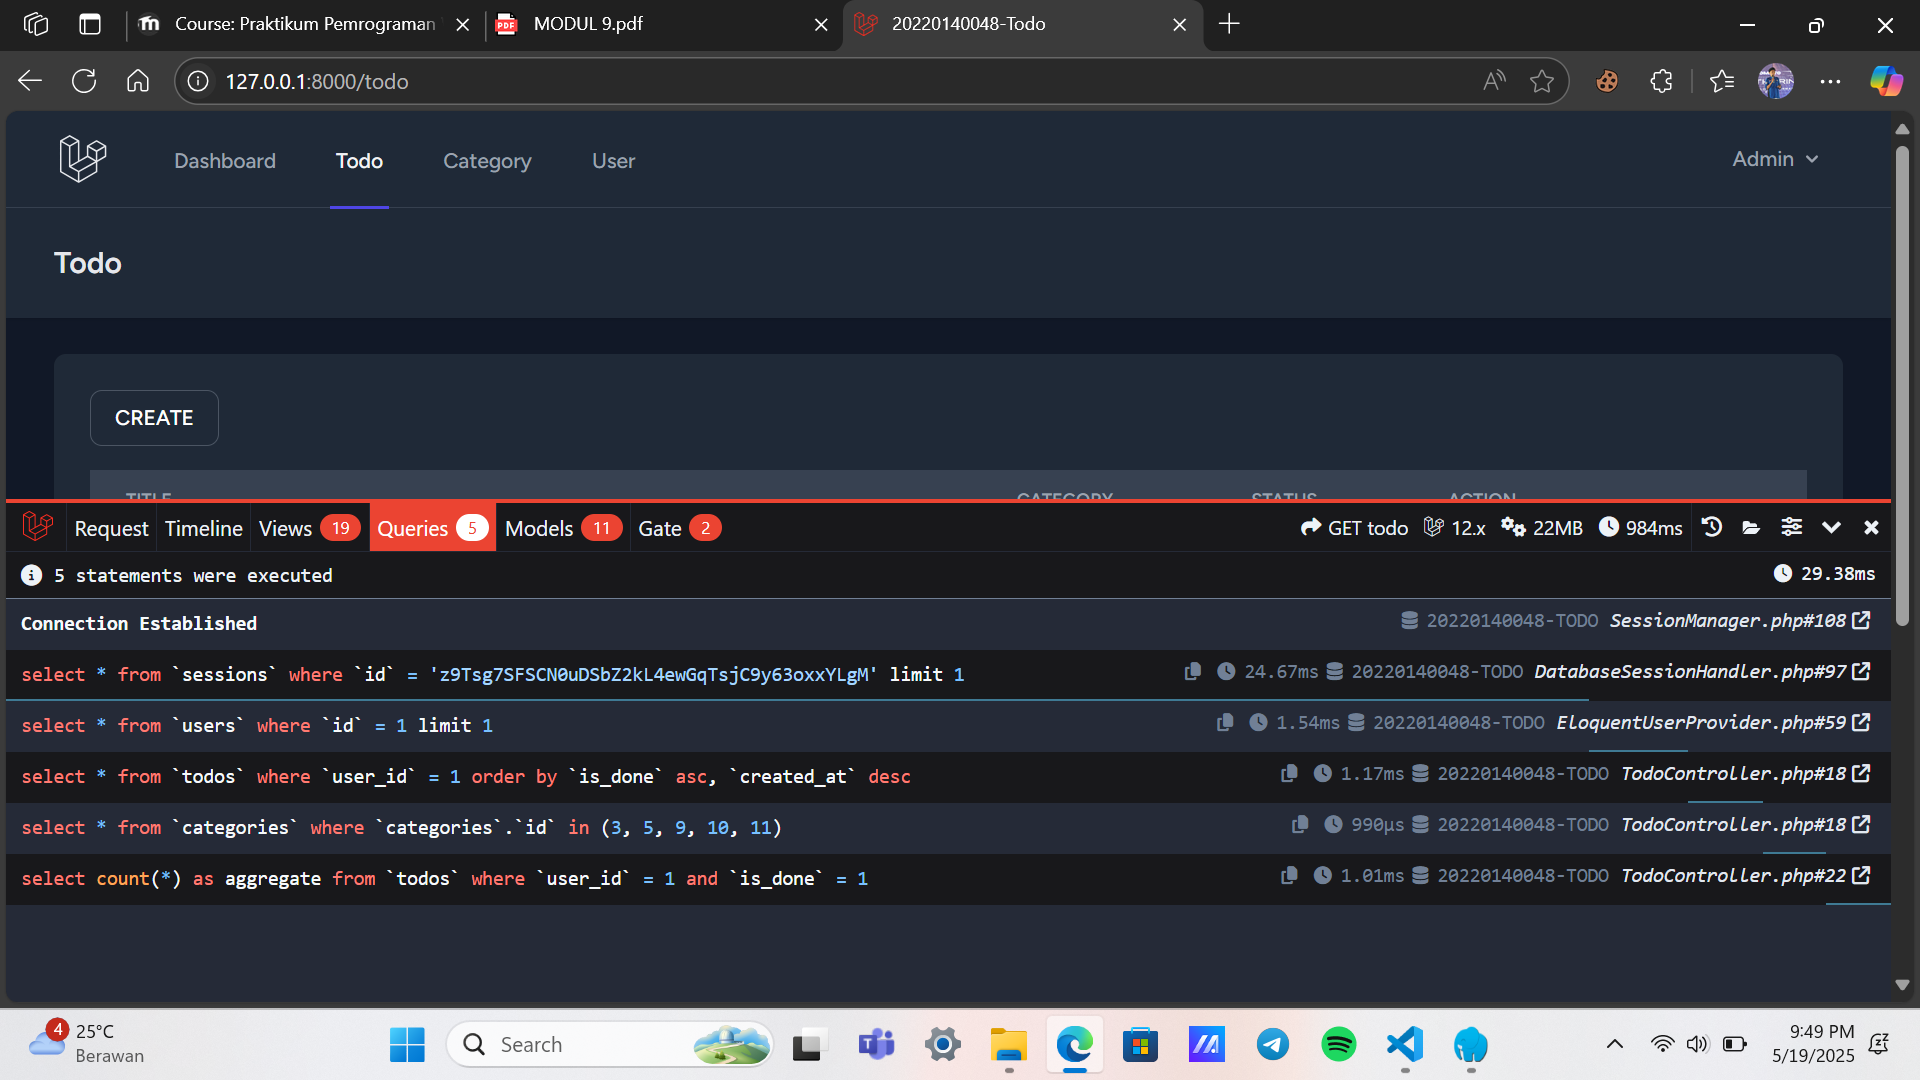 Course: Praktikum Pemrograman
MODUL 9.pdf
20220140048-Todo
127.0.0.1:8000/todo
Dashboard
Todo
Category
User
Admin
Todo
CREATE
TITLE
CATEGORY
STATUS
ACTION
Request
Timeline
Views 19
Queries 5
Models 11
Gate 2
GET todo
12.x
22MB
984ms
5 statements were executed
29.38ms
Connection Established
20220140048-TODO SessionManager.php#108
select * from `sessions` where `id` = 'z9Tsg7SFSCN0uDSbZ2kL4ewGqTsjC9y63oxxYLgM' limit 1
24.67ms 20220140048-TODO DatabaseSessionHandler.php#97
select * from `users` where `id` = 1 limit 1
1.54ms 20220140048-TODO EloquentUserProvider.php#59
select * from `todos` where `user_id` = 1 order by `is_done` asc, `created_at` desc
1.17ms 20220140048-TODO TodoController.php#18
select * from `categories` where `categories`.`id` in (3, 5, 9, 10, 11)
990μs 20220140048-TODO TodoController.php#18
select count(*) as aggregate from `todos` where `user_id` = 1 and `is_done` = 1
1.01ms 20220140048-TODO TodoController.php#22
4
25°C
Berawan
Search
9:49 PM
5/19/2025